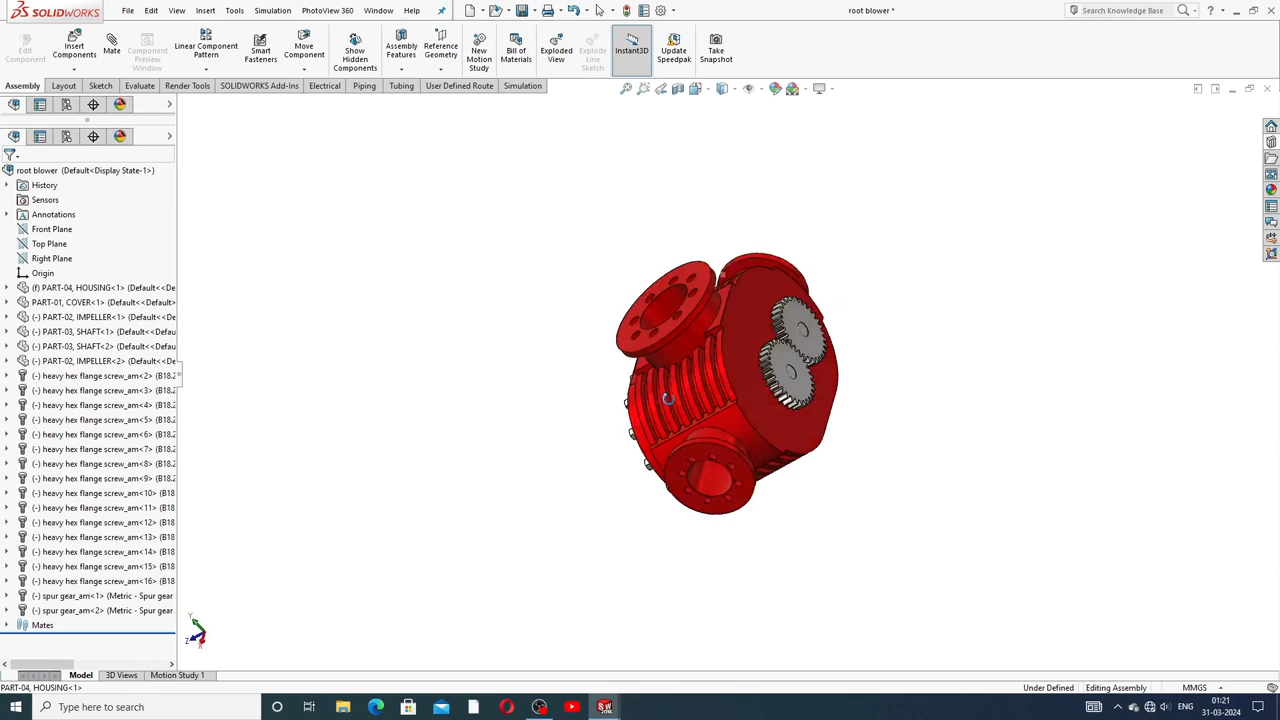 SOLIDWORKS File Edit View Insert Tools Simulation PhotoView 360 Window Help root blower * Search Knowledge Base ?
Edit Component Insert Components Mate Component Preview Window Linear Component Pattern Smart Fasteners Move Component Show Hidden Components Assembly Features Reference Geometry New Motion Study Bill of Materials Exploded View Explode Line Sketch Instant3D Update Speedpak Take Snapshot
Assembly Layout Sketch Evaluate Render Tools SOLIDWORKS Add-Ins Electrical Piping Tubing User Defined Route Simulation
root blower (Default<Display State-1>)
History
Sensors
Annotations
Front Plane
Top Plane
Right Plane
Origin
(f) PART-04, HOUSING<1> (Default<<De
PART-01, COVER<1> (Default<<Default
(-) PART-02, IMPELLER<1> (Default<<De
(-) PART-03, SHAFT<1> (Default<<Defau
(-) PART-03, SHAFT<2> (Default<<Defau
(-) PART-02, IMPELLER<2> (Default<<De
(-) heavy hex flange screw_am<2> (B18.2
(-) heavy hex flange screw_am<3> (B18.2
(-) heavy hex flange screw_am<4> (B18.2
(-) heavy hex flange screw_am<5> (B18.2
(-) heavy hex flange screw_am<6> (B18.2
(-) heavy hex flange screw_am<7> (B18.2
(-) heavy hex flange screw_am<8> (B18.2
(-) heavy hex flange screw_am<9> (B18.2
(-) heavy hex flange screw_am<10> (B18
(-) heavy hex flange screw_am<11> (B18
(-) heavy hex flange screw_am<12> (B18
(-) heavy hex flange screw_am<13> (B18
(-) heavy hex flange screw_am<14> (B18
(-) heavy hex flange screw_am<15> (B18
(-) heavy hex flange screw_am<16> (B18
(-) spur gear_am<1> (Metric - Spur gear
(-) spur gear_am<2> (Metric - Spur gear
Mates
Y
Z
X
Model 3D Views Motion Study 1
PART-04, HOUSING<1> Under Defined Editing Assembly MMGS
Type here to search ENG 01:21
31-03-2024